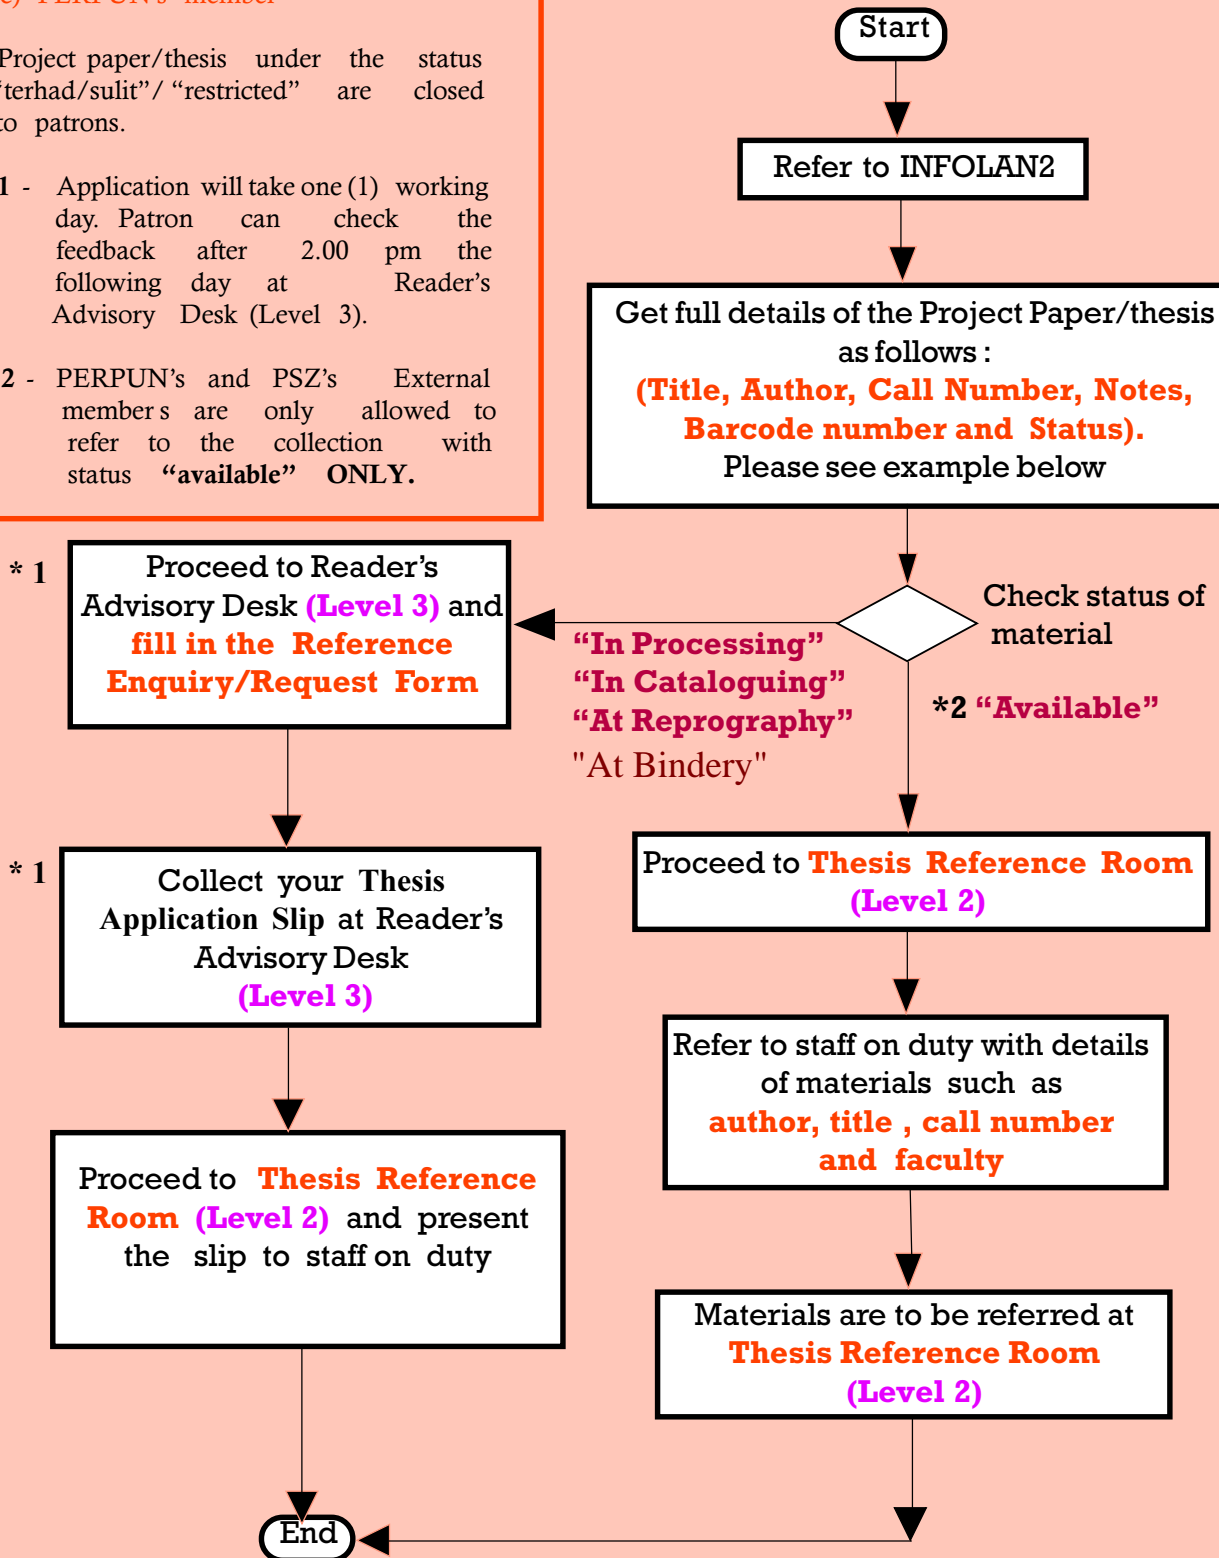 c) PERPUN's member
Project paper/thesis under the status
"terhad/sulit"/ "restricted" are closed
to patrons.
1 - Application will take one (1) working
day. Patron can check the
feedback after 2.00 pm the
following day at Reader's
Advisory Desk (Level 3).
2 - PERPUN's and PSZ's External
member s are only allowed to
refer to the collection with
status “available” ONLY.
Start
Refer to INFOLAN2
Get full details of the Project Paper/thesis
as follows :
(Title, Author, Call Number, Notes,
Barcode number and Status).
Please see example below
Check status of
material
“In Processing”
“In Cataloguing”
“At Reprography”
"At Bindery"
*2 “Available”
* 1
Proceed to Reader’s
Advisory Desk (Level 3) and
fill in the Reference
Enquiry/Request Form
* 1
Collect your Thesis
Application Slip at Reader’s
Advisory Desk
(Level 3)
Proceed to Thesis Reference
Room (Level 2) and present
the slip to staff on duty
Proceed to Thesis Reference Room
(Level 2)
Refer to staff on duty with details
of materials such as
author, title , call number
and faculty
Materials are to be referred at
Thesis Reference Room
(Level 2)
End